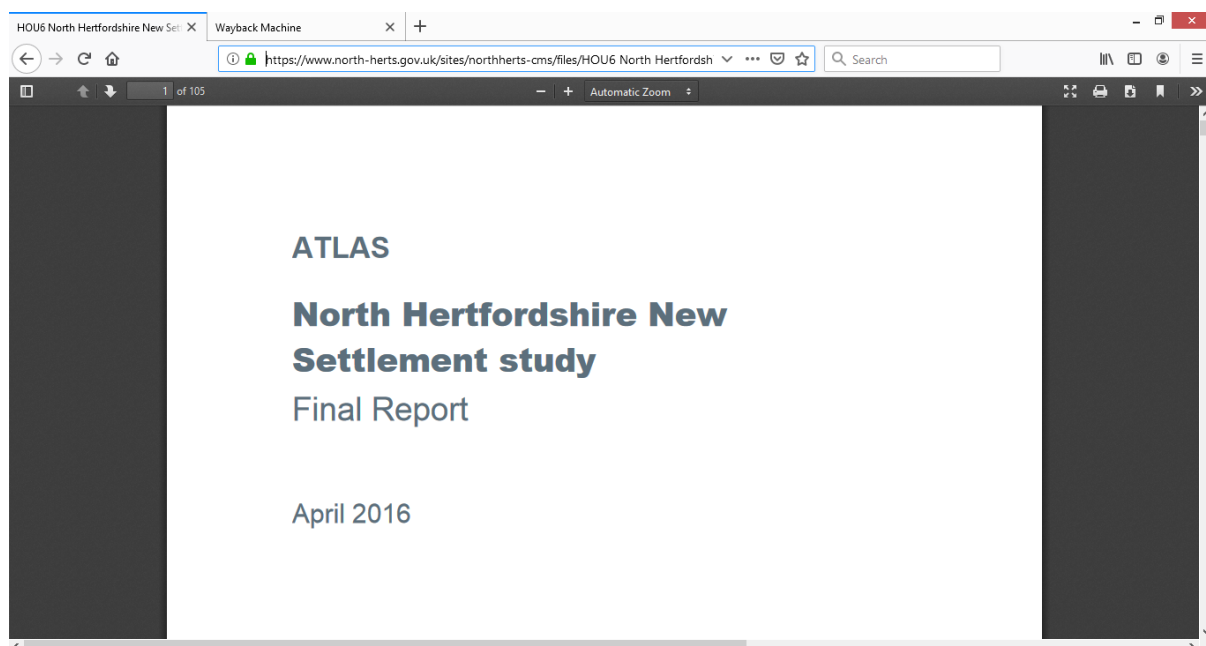 HOU6 North Hertfordshire New Set
Wayback Machine
https://www.north-herts.gov.uk/sites/northherts-cms/files/HOU6 North Hertfordsh
Search
1 of 105
Automatic Zoom
ATLAS
North Hertfordshire New
Settlement study
Final Report
April 2016